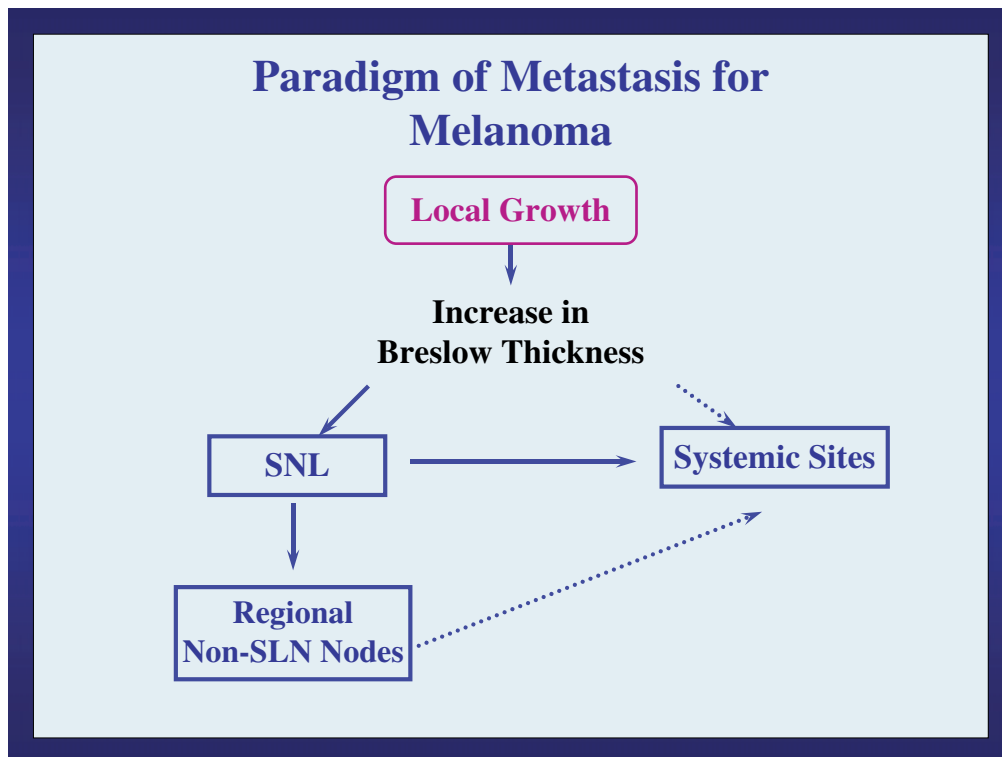 Paradigm of Metastasis for
Melanoma
Local Growth
Increase in
Breslow Thickness
SNL
Systemic Sites
Regional
Non-SLN Nodes